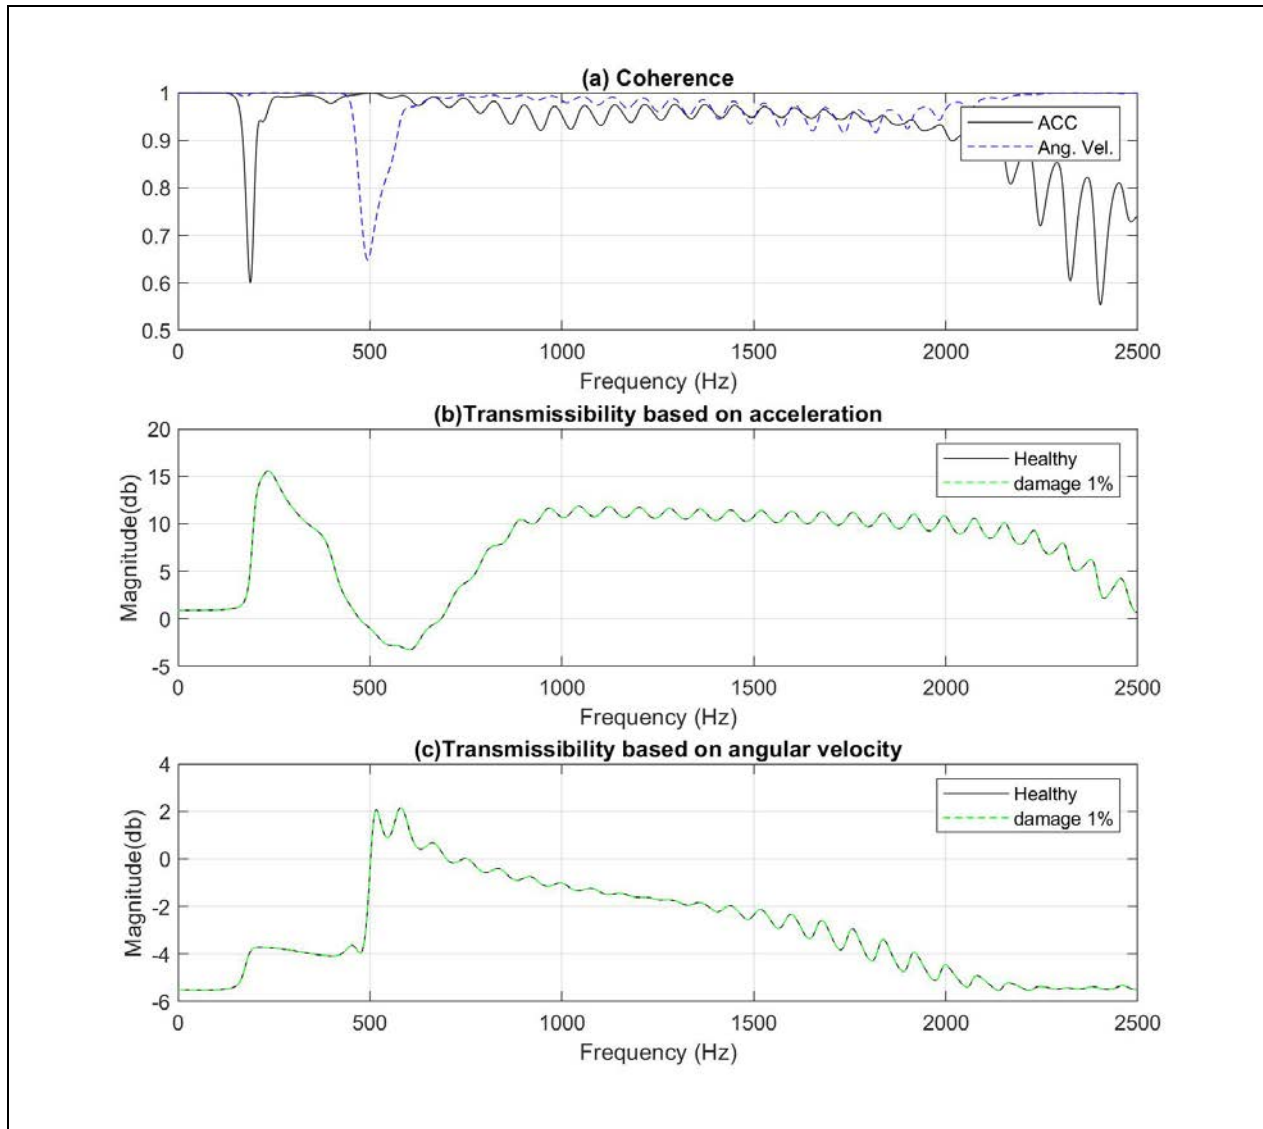 (a) Coherence
1
0.9
0.8
0.7
0.6
0.5
ACC
Ang. Vel.
0 500 1000 1500 2000 2500
Frequency (Hz)
(b)Transmissibility based on acceleration
Magnitude(db)
20
15
10
5
0
-5
Healthy
damage 1%
0 500 1000 1500 2000 2500
Frequency (Hz)
(c)Transmissibility based on angular velocity
Magnitude(db)
4
2
0
-2
-4
-6
Healthy
damage 1%
0 500 1000 1500 2000 2500
Frequency (Hz)